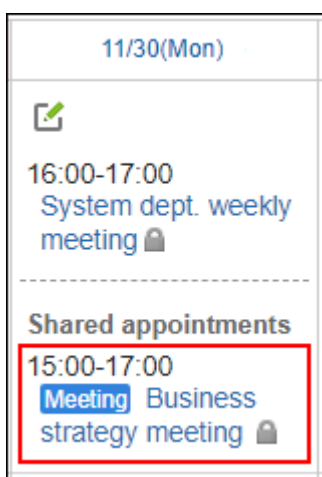 11/30(Mon)
16:00-17:00
System dept. weekly
meeting
Shared appointments
15:00-17:00
Meeting Business
strategy meeting